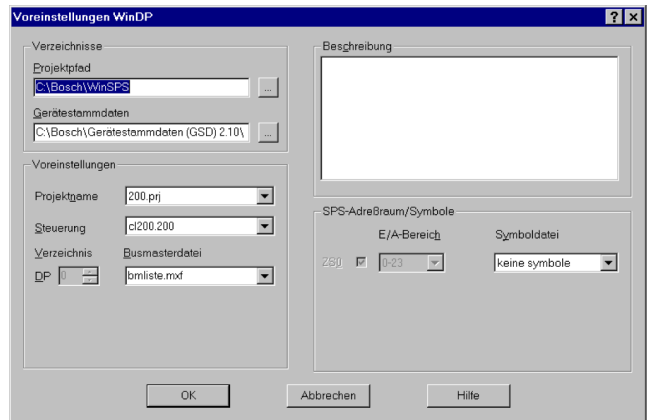 Voreinstellungen WinDP
Verzeichnisse
Projektpfad
C:\Bosch\WinSPS
...
Gerätestammdaten
C:\Bosch\Gerätestammdaten (GSD) 2.10\
...
Beschreibung
Voreinstellungen
Projektname
200.prj
Steuerung
cl200.200
Verzeichnis
Busmasterdatei
DP
0
bmliste.mxf
SPS-Adreßraum/Symbole
E/A-Bereich
Symboldatei
ZS0
0-23
keine symbole
OK
Abbrechen
Hilfe